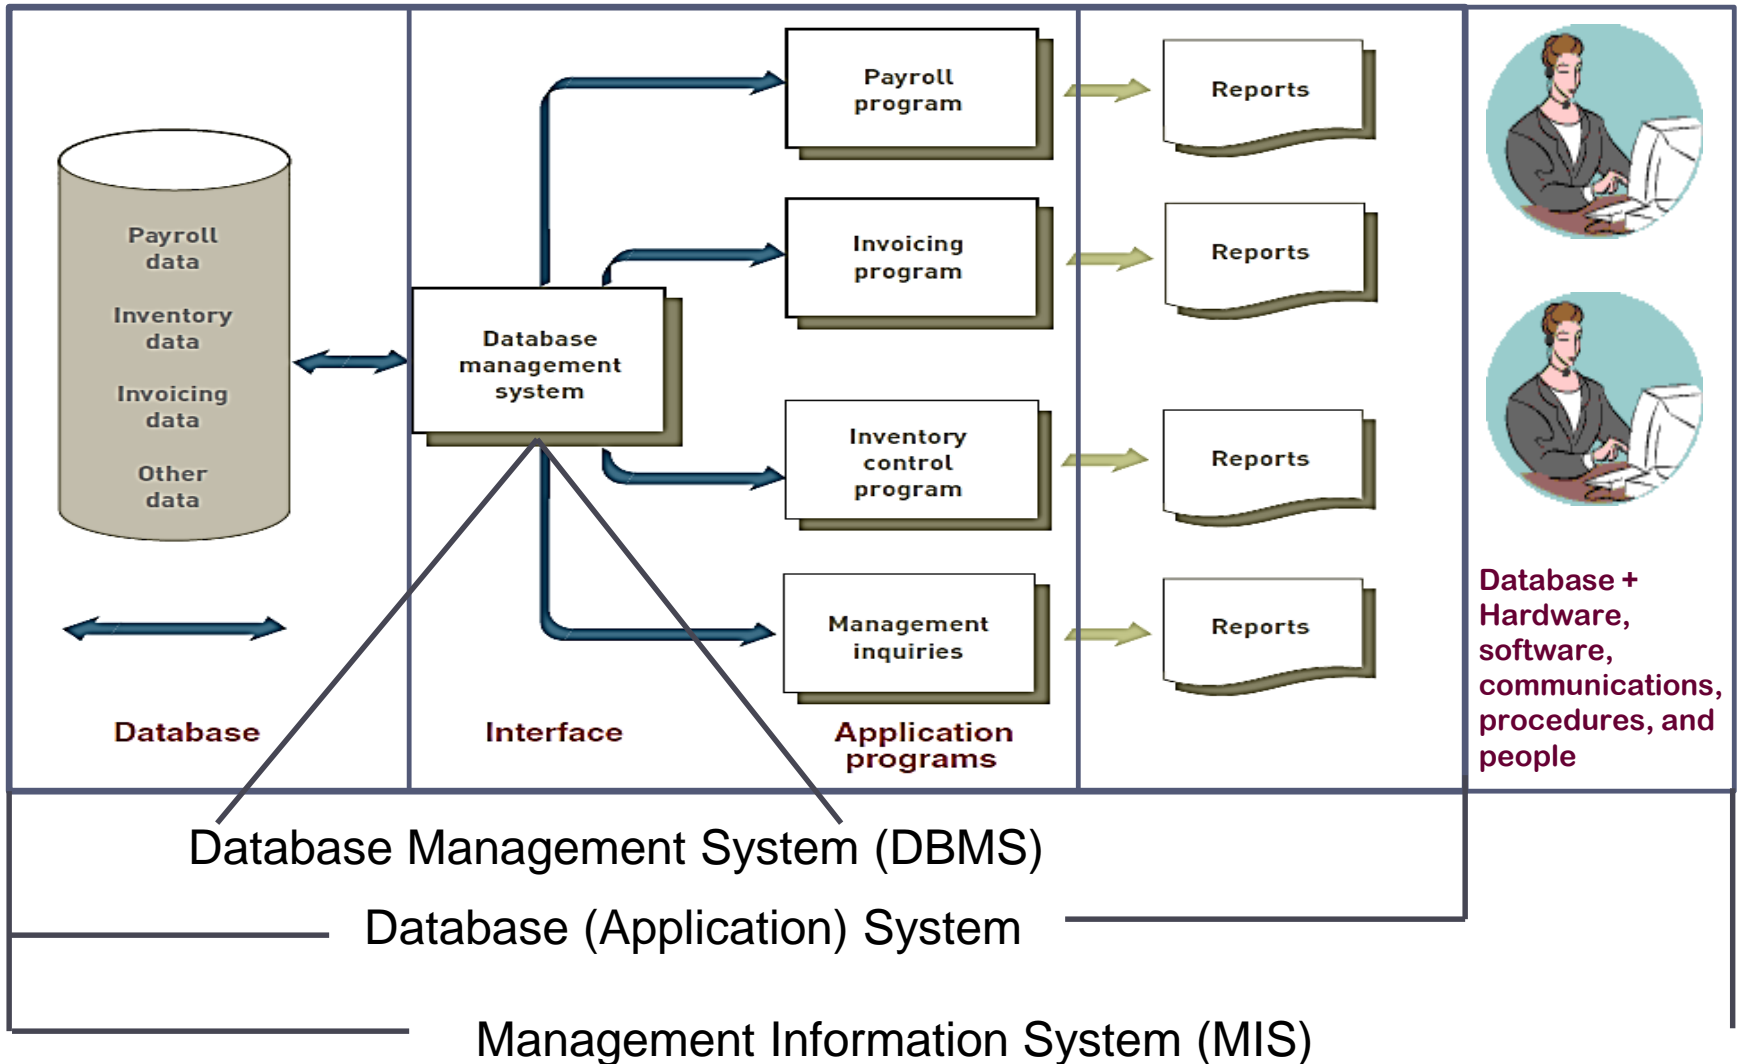 Payroll
data
Inventory
data
Invoicing
data
Other
data
Database
Database
management
system
Interface
Payroll
program
Invoicing
program
Inventory
control
program
Management
inquiries
Application
programs
Reports
Reports
Reports
Reports
Database +
Hardware,
software,
communications,
procedures, and
people
Database Management System (DBMS)
Database (Application) System
Management Information System (MIS)